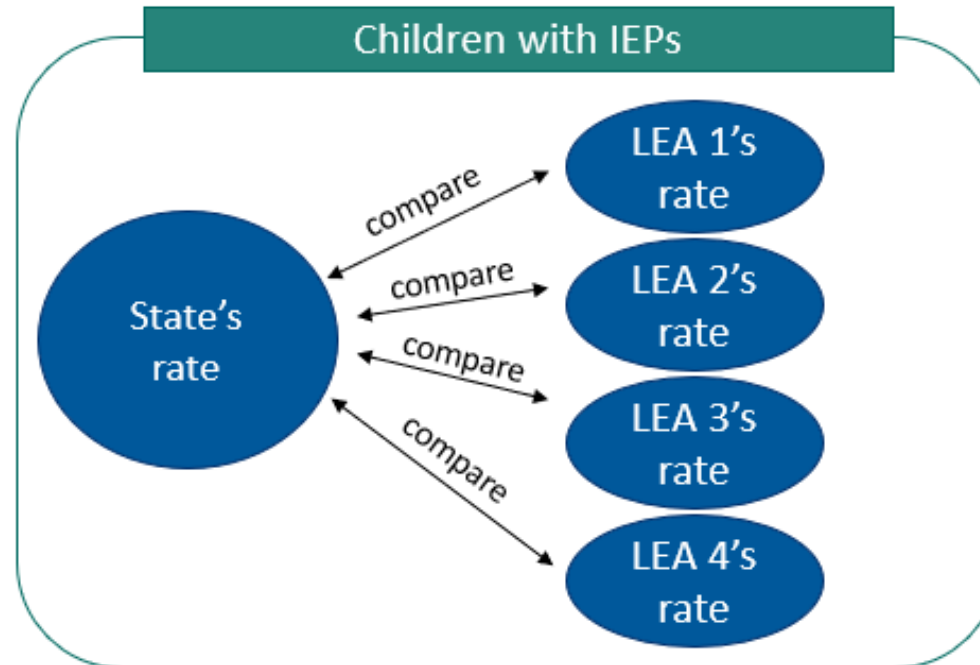 Children with IEPs
State's
rate
compare
LEA 1's
rate
compare
LEA 2's
rate
compare
LEA 3's
rate
compare
LEA 4's
rate